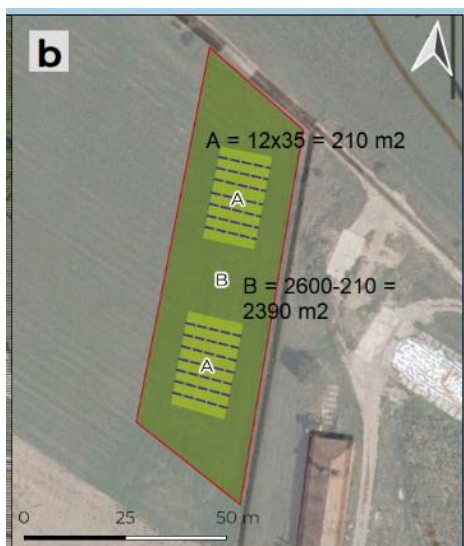 b
A = 12x35 = 210 m2
A
B
B = 2600-210 =
2390 m2
A
0 25 50 m